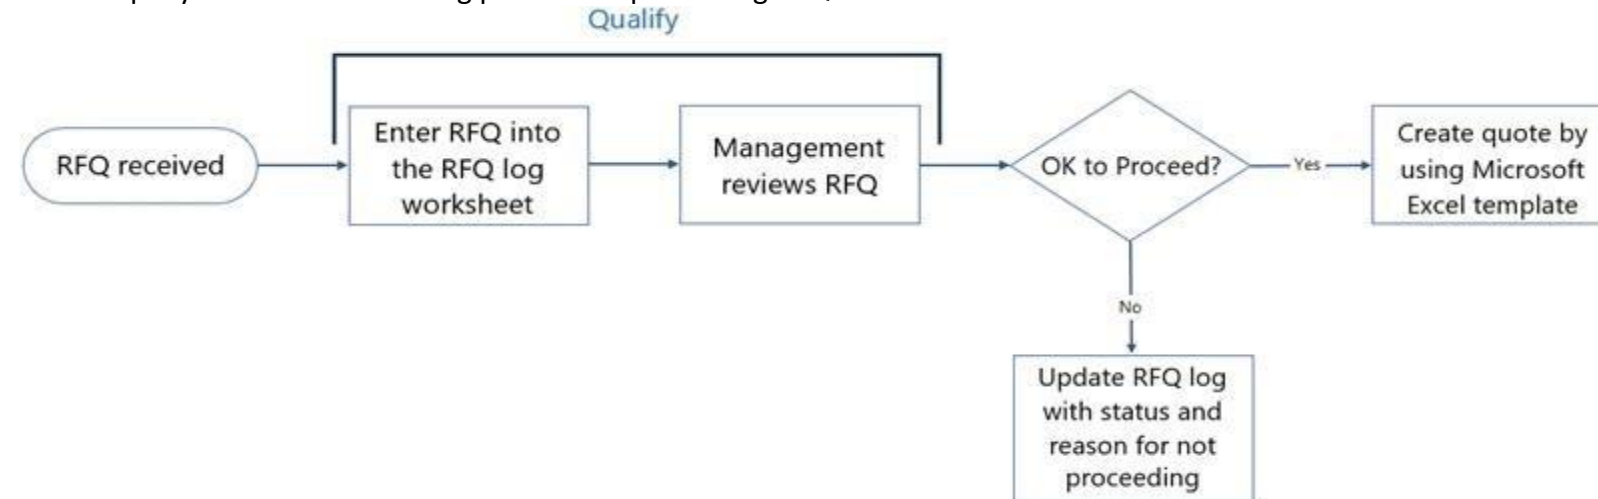 Qualify
RFQ received
Enter RFQ into
the RFQ log
worksheet
Management
reviews RFQ
OK to Proceed?
Yes
Create quote by
using Microsoft
Excel template
No
Update RFQ log
with status and
reason for not
proceeding